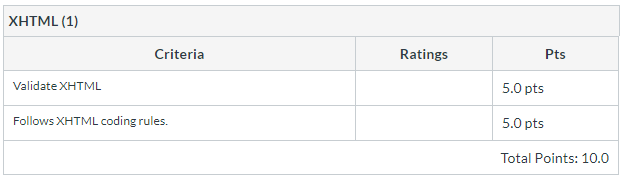 XHTML (1)
Criteria Ratings Pts
Validate XHTML 5.0 pts
Follows XHTML coding rules. 5.0 pts
Total Points: 10.0